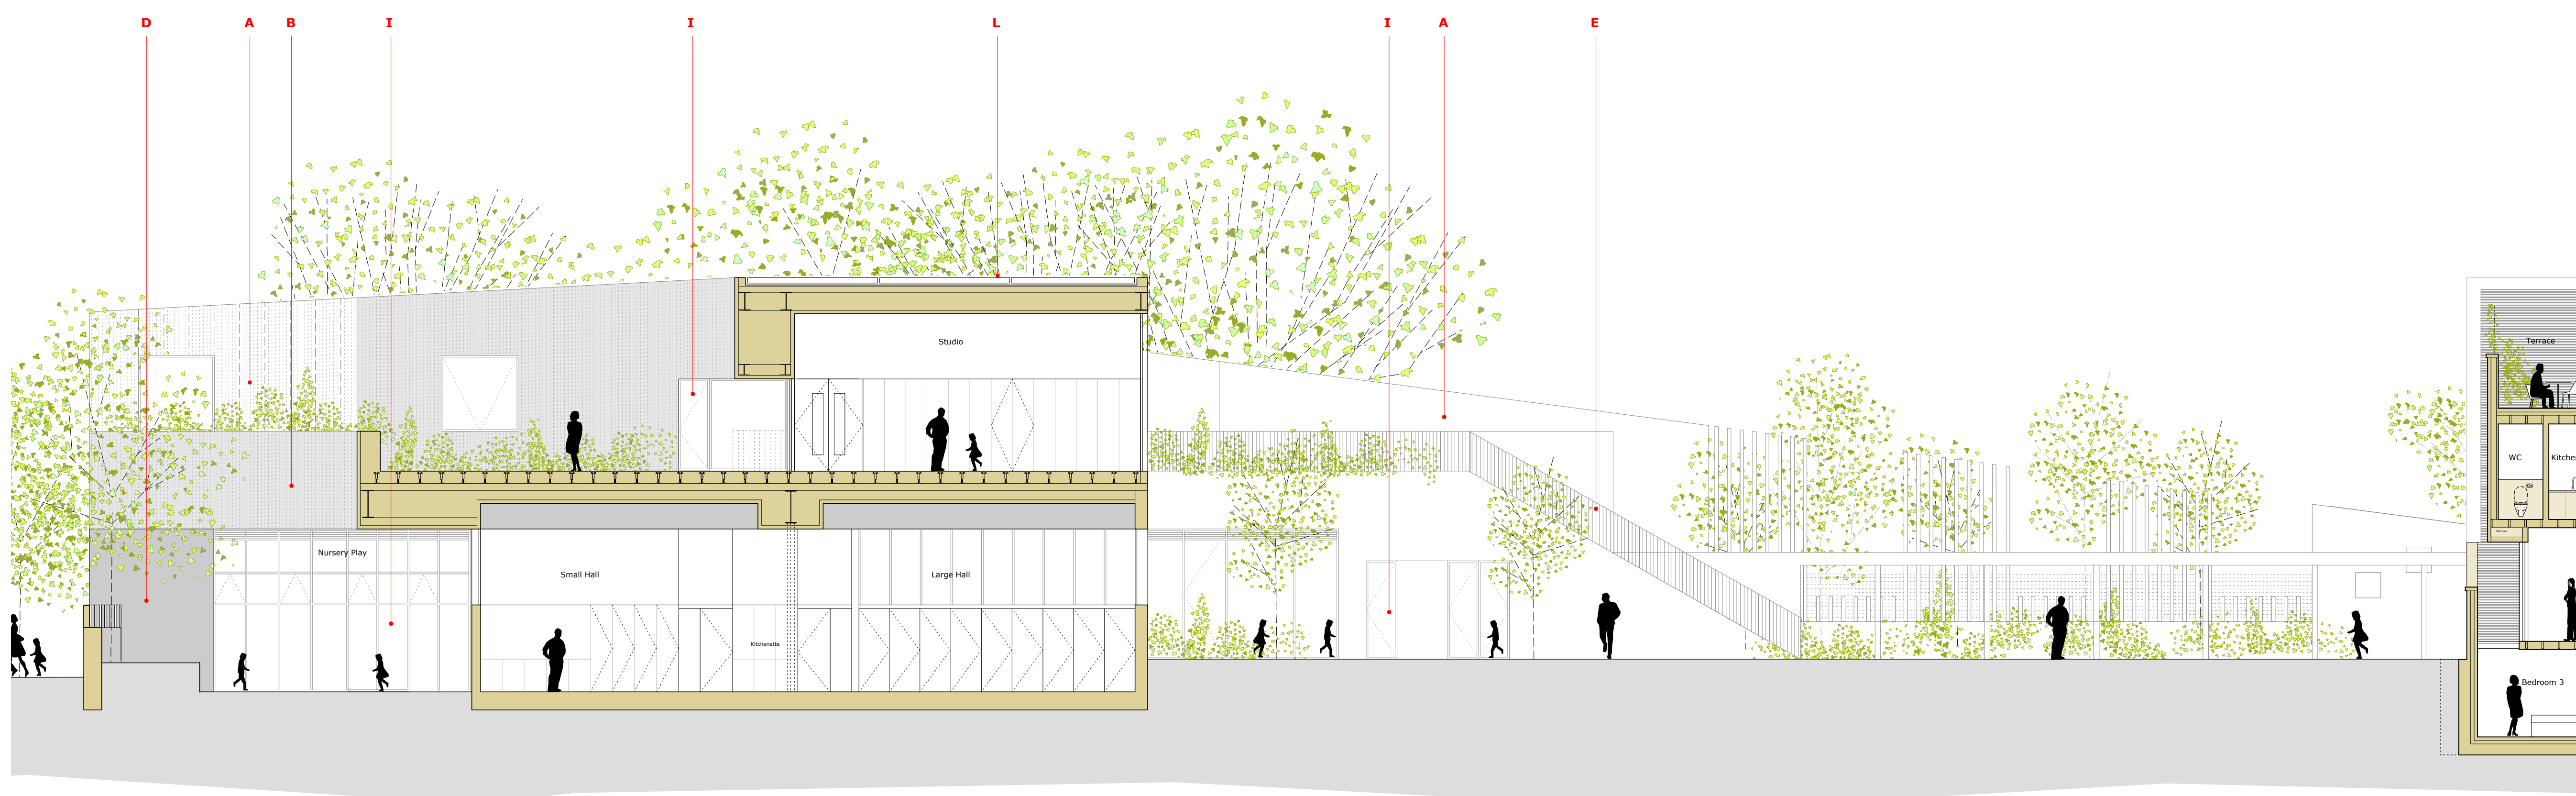 D A B I I L I A E
Terrace
Studio
WC
Kitche
Nursery Play
Small Hall
Large Hall
Kitchenette
Bedroom 3